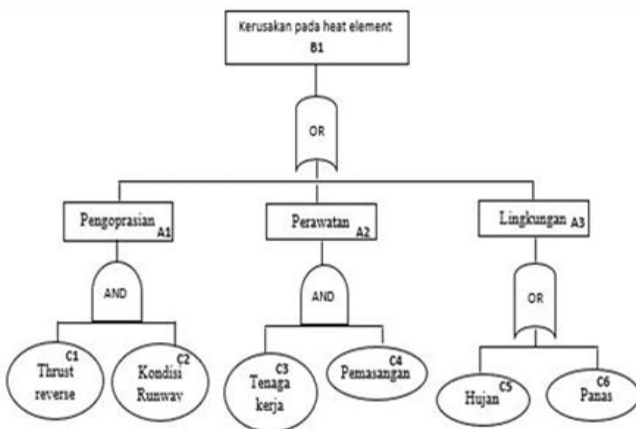 Kerusakan pada heat element
B1
OR
Pengoprasian A1
Perawatan A2
Lingkungan A3
AND
AND
OR
C1
Thrust
reverse
C2
Kondisi
Runway
C3
Tenaga
kerja
C4
Pemasangan
Hujan C5
C6
Panas